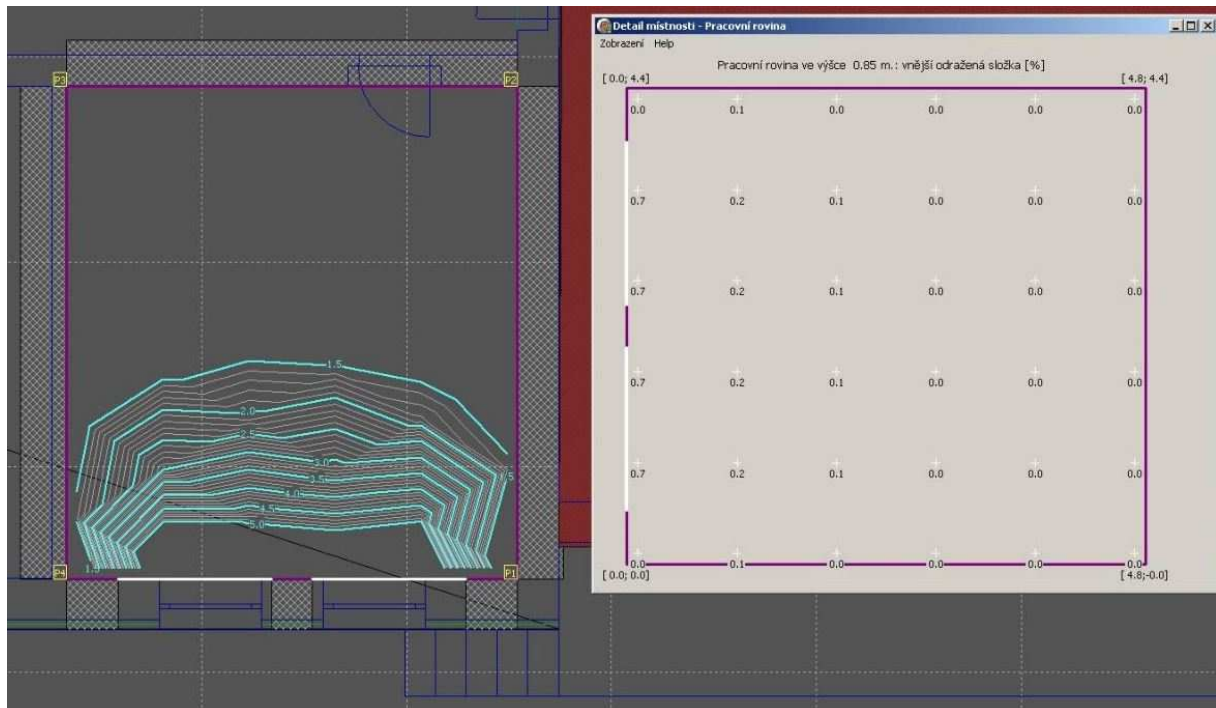 Detail místnosti - Pracovní rovina
Zobrazení Help
Pracovní rovina ve výšce 0.85 m.: vnější odražená složka [%]
[ 0.0; 4.4] [ 4.8; 4.4]
0.0 0.1 0.0 0.0 0.0 0.0
0.7 0.2 0.1 0.0 0.0 0.0
0.7 0.2 0.1 0.0 0.0 0.0
0.7 0.2 0.1 0.0 0.0 0.0
0.7 0.2 0.1 0.0 0.0 0.0
0.0 0.1 0.0 0.0 0.0 0.0
[ 0.0; 0.0] [ 4.8;-0.0]
P3 P2
1.5
2.0
2.5
3.0
3.5
1.5
4.0
4.5
5.0
1.5
P4 P1